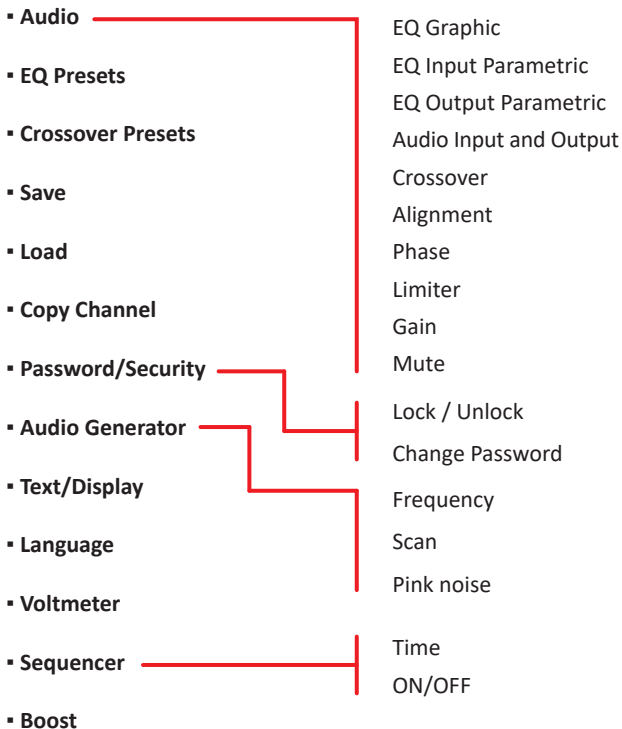 ▪ Audio
▪ EQ Presets
▪ Crossover Presets
▪ Save
▪ Load
▪ Copy Channel
▪ Password/Security
▪ Audio Generator
▪ Text/Display
▪ Language
▪ Voltmeter
▪ Sequencer
▪ Boost
EQ Graphic
EQ Input Parametric
EQ Output Parametric
Audio Input and Output
Crossover
Alignment
Phase
Limiter
Gain
Mute
Lock / Unlock
Change Password
Frequency
Scan
Pink noise
Time
ON/OFF